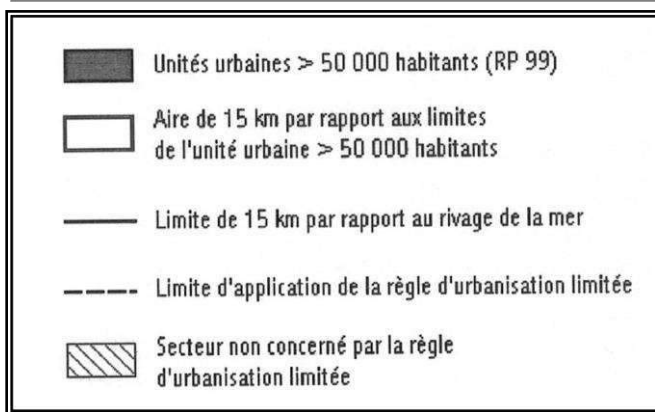 Unités urbaines > 50 000 habitants (RP 99)
Aire de 15 km par rapport aux limites
de l'unité urbaine > 50 000 habitants
Limite de 15 km par rapport au rivage de la mer
Limite d'application de la règle d'urbanisation limitée
Secteur non concerné par la règle
d'urbanisation limitée